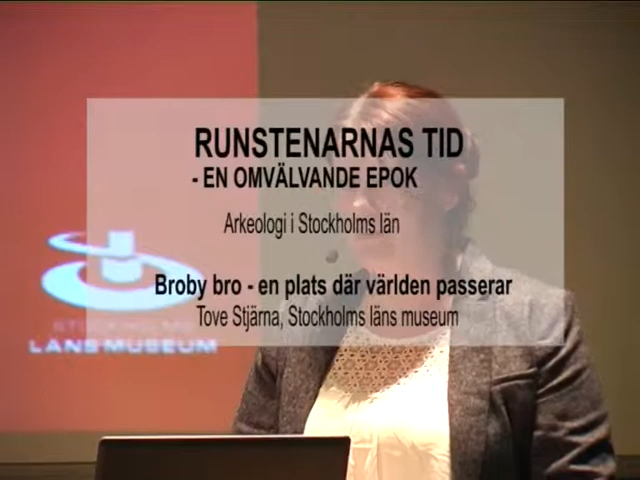 RUNSTENARNAS TID
- EN OMVÄLVANDE EPOK
Arkeologi i Stockholms län
Broby bro - en plats där världen passerar
Tove Stjärna, Stockholms läns museum
STOCKHOLMS
LÄNSMUSEUM